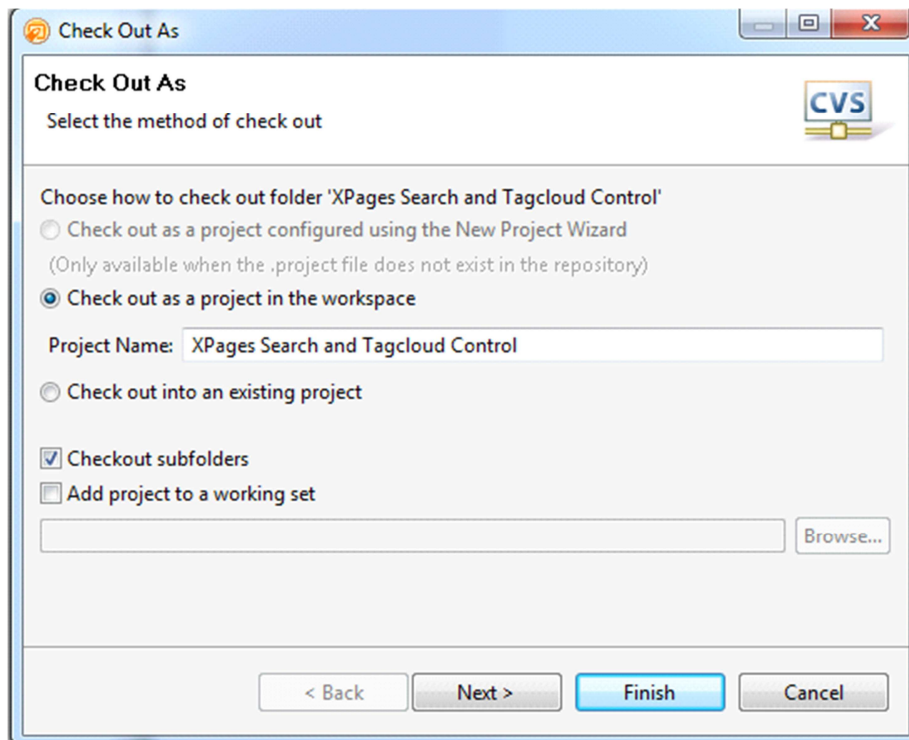 Check Out As
Check Out As
Select the method of check out
CVS
Choose how to check out folder 'XPages Search and Tagcloud Control'
Check out as a project configured using the New Project Wizard
(Only available when the .project file does not exist in the repository)
Check out as a project in the workspace
Project Name: XPages Search and Tagcloud Control
Check out into an existing project
Checkout subfolders
Add project to a working set
Browse...
< Back Next > Finish Cancel